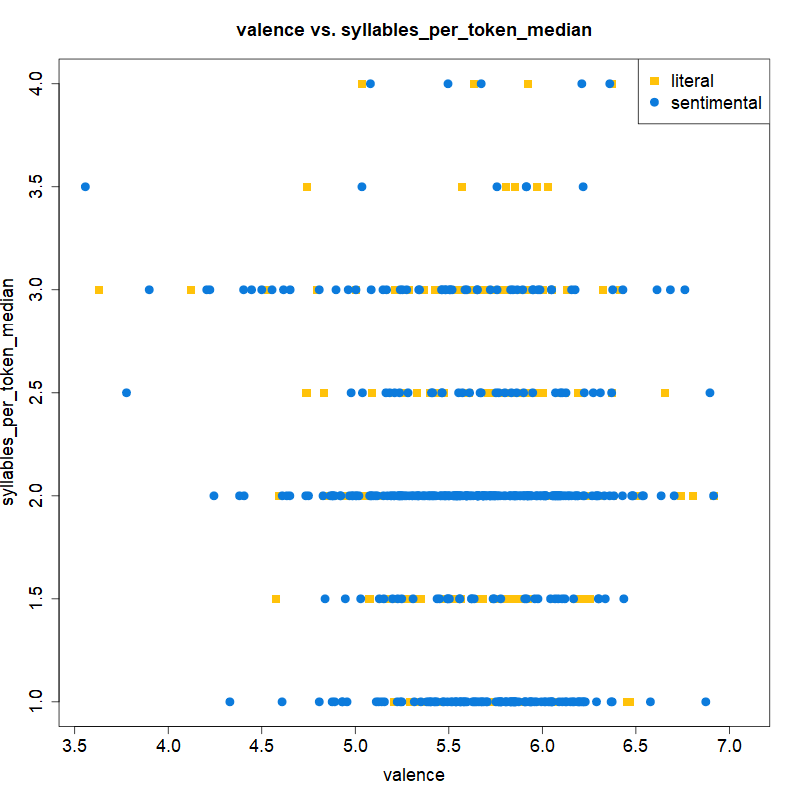 valence vs. syllables_per_token_median
literal
sentimental
syllables_per_token_median
4.0
3.5
3.0
2.5
2.0
1.5
1.0
3.5 4.0 4.5 5.0 5.5 6.0 6.5 7.0
valence